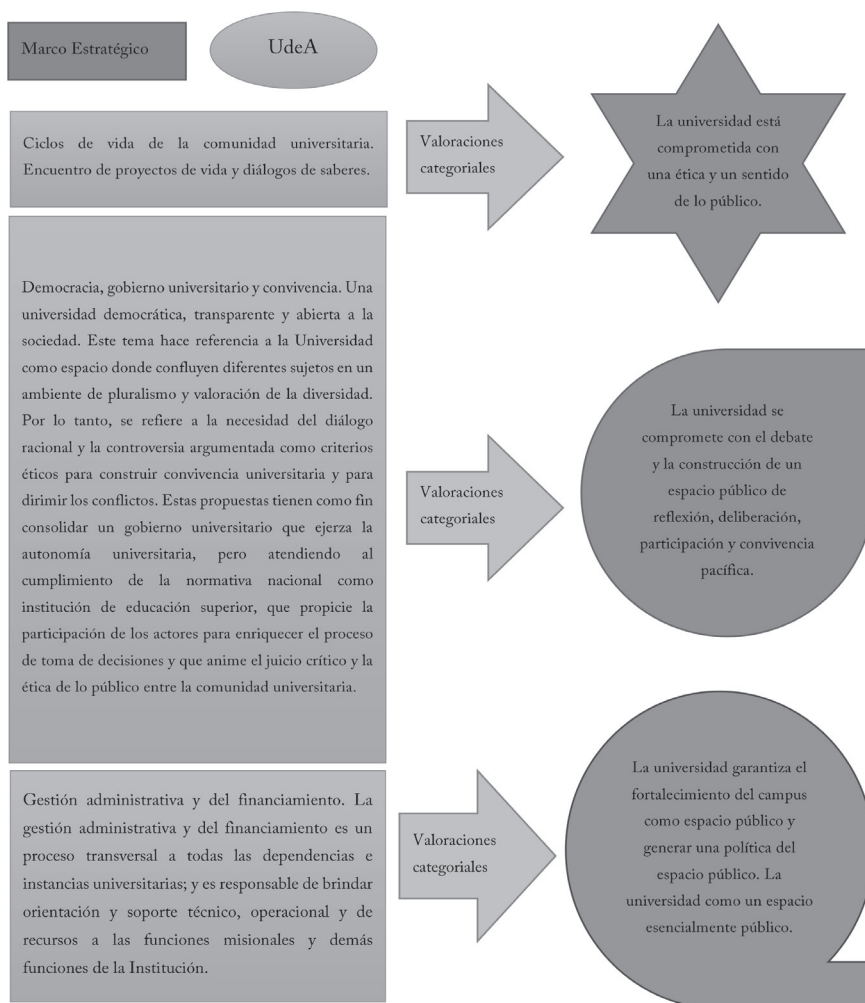 Marco Estratégico
UdeA
Ciclos de vida de la comunidad universitaria.
Encuentro de proyectos de vida y diálogos de saberes.
Valoraciones
categoriales
La universidad está
comprometida con
una ética y un sentido
de lo público.
Democracia, gobierno universitario y convivencia. Una
universidad democrática, transparente y abierta a la
sociedad. Este tema hace referencia a la Universidad
como espacio donde confluyen diferentes sujetos en un
ambiente de pluralismo y valoración de la diversidad.
Por lo tanto, se refiere a la necesidad del diálogo
racional y la controversia argumentada como criterios
éticos para construir convivencia universitaria y para
dirimir los conflictos. Estas propuestas tienen como fin
consolidar un gobierno universitario que ejerza la
autonomía universitaria, pero atendiendo al
cumplimiento de la normativa nacional como
institución de educación superior, que propicie la
participación de los actores para enriquecer el proceso
de toma de decisiones y que anime el juicio crítico y la
ética de lo público entre la comunidad universitaria.
Valoraciones
categoriales
La universidad se
compromete con el debate
y la construcción de un
espacio público de
reflexión, deliberación,
participación y convivencia
pacífica.
Gestión administrativa y del financiamiento. La
gestión administrativa y del financiamiento es un
proceso transversal a todas las dependencias e
instancias universitarias; y es responsable de brindar
orientación y soporte técnico, operacional y de
recursos a las funciones misionales y demás
funciones de la Institución.
Valoraciones
categoriales
La universidad garantiza el
fortalecimiento del campus
como espacio público y
generar una política del
espacio público. La
universidad como un espacio
esencialmente público.